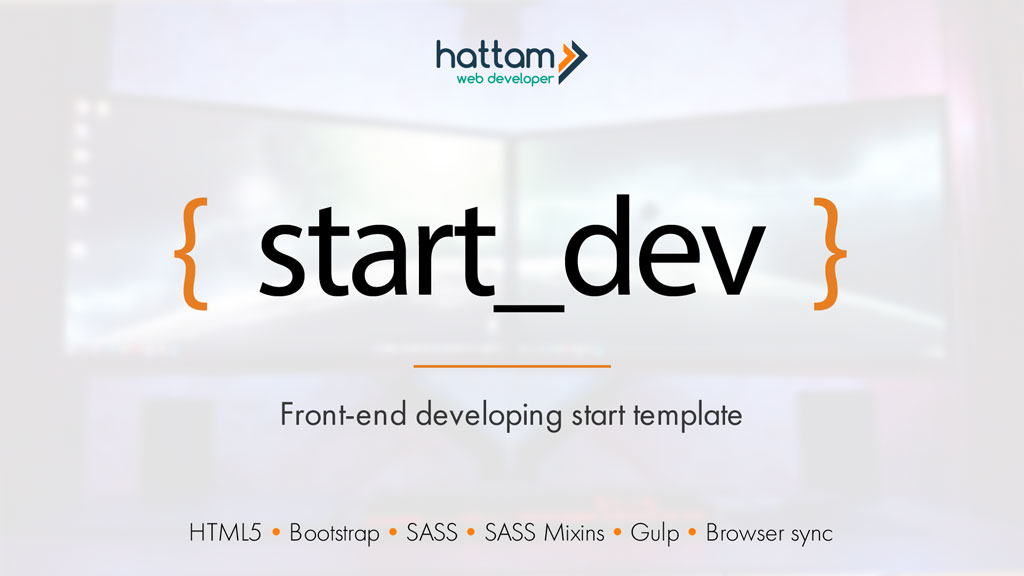 hattam
web developer
{ start_dev }
Front-end developing start template
HTML5 • Bootstrap • SASS • SASS Mixins • Gulp • Browser sync